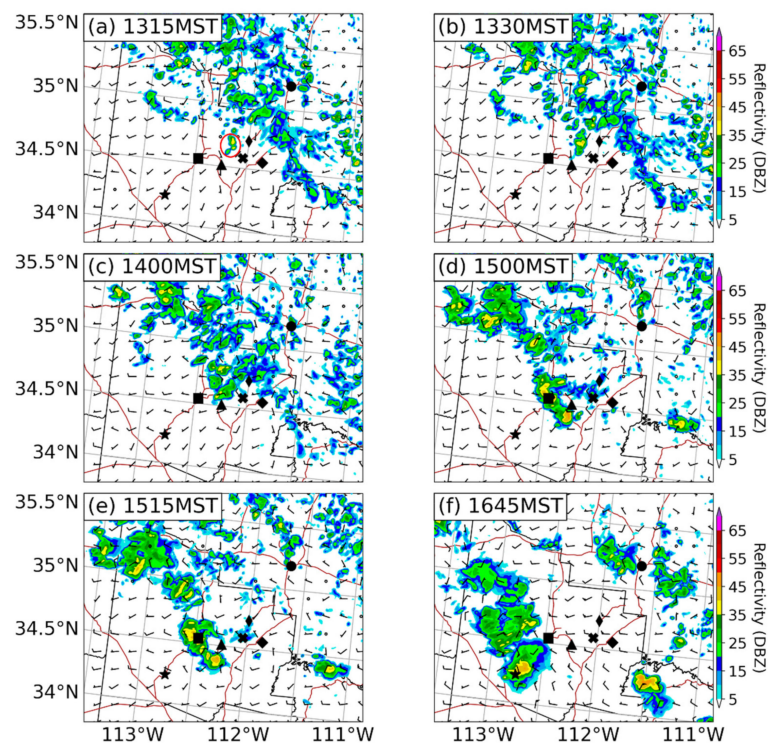 (a) 1315MST
(b) 1330MST
35.5°N
35°N
34.5°N
34°N
65
55
45
35
25
15
5
Reflectivity (DBZ)
(c) 1400MST
(d) 1500MST
35.5°N
35°N
34.5°N
34°N
65
55
45
35
25
15
5
Reflectivity (DBZ)
(e) 1515MST
(f) 1645MST
35.5°N
35°N
34.5°N
34°N
65
55
45
35
25
15
5
Reflectivity (DBZ)
113°W 112°W 111°W 113°W 112°W 111°W